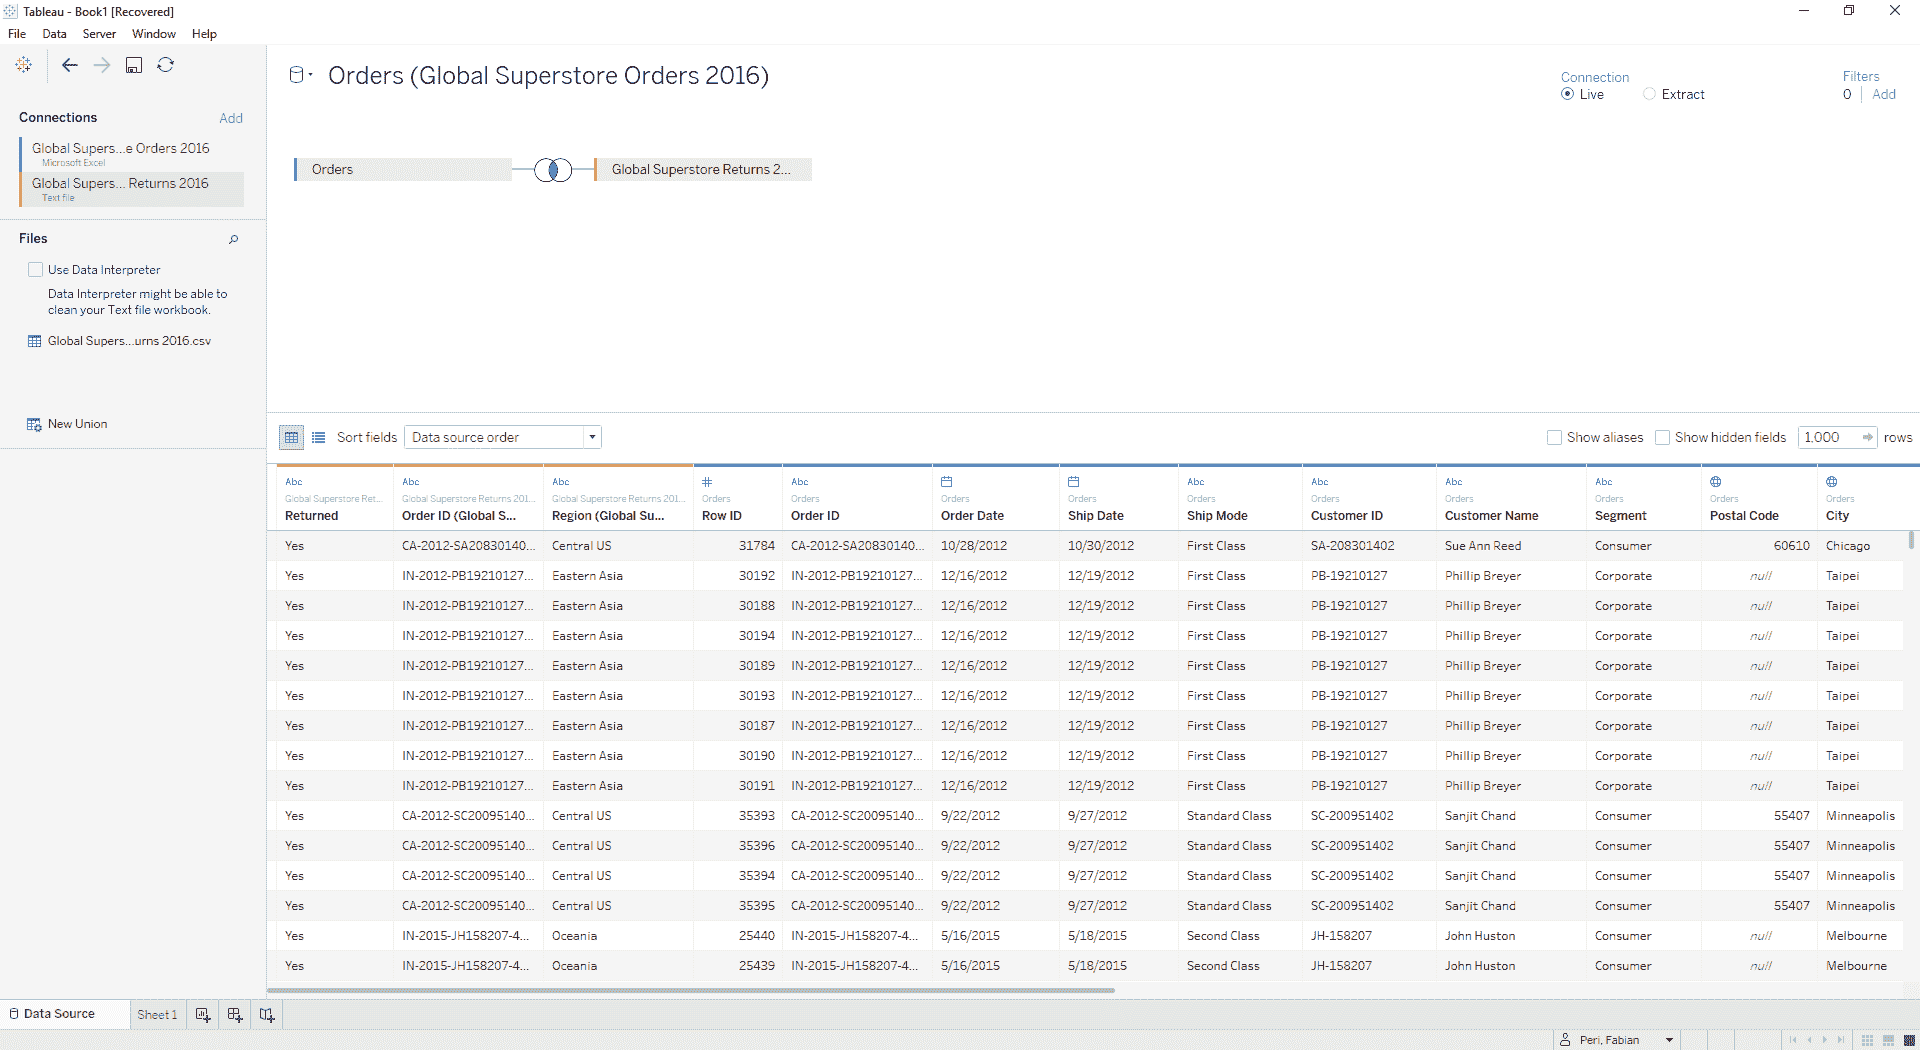 Tableau - Book1 [Recovered]
File Data Server Window Help
Connections Add
Global Supers...e Orders 2016
Microsoft Excel
Global Supers... Returns 2016
Text file
Files
Use Data Interpreter
Data Interpreter might be able to
clean your Text file workbook.
Global Supers...urns 2016.csv
New Union
Orders (Global Superstore Orders 2016)
Connection
Live Extract
Filters
0 Add
Orders
Global Superstore Returns 2...
Sort fields Data source order
Show aliases Show hidden fields 1,000 rows
Abc Abc Abc # Abc Abc Abc Abc Abc
Global Superstore Ret... Global Superstore Returns 201... Global Superstore Returns 201... Orders Orders Orders Orders Orders Orders Orders Orders Orders Orders
Returned Order ID (Global S... Region (Global Su... Row ID Order ID Order Date Ship Date Ship Mode Customer ID Customer Name Segment Postal Code City
Yes CA-2012-SA20830140... Central US 31784 CA-2012-SA20830140... 10/28/2012 10/30/2012 First Class SA-208301402 Sue Ann Reed Consumer 60610 Chicago
Yes IN-2012-PB19210127... Eastern Asia 30192 IN-2012-PB19210127... 12/16/2012 12/19/2012 First Class PB-19210127 Phillip Breyer Corporate null Taipei
Yes IN-2012-PB19210127... Eastern Asia 30188 IN-2012-PB19210127... 12/16/2012 12/19/2012 First Class PB-19210127 Phillip Breyer Corporate null Taipei
Yes IN-2012-PB19210127... Eastern Asia 30194 IN-2012-PB19210127... 12/16/2012 12/19/2012 First Class PB-19210127 Phillip Breyer Corporate null Taipei
Yes IN-2012-PB19210127... Eastern Asia 30189 IN-2012-PB19210127... 12/16/2012 12/19/2012 First Class PB-19210127 Phillip Breyer Corporate null Taipei
Yes IN-2012-PB19210127... Eastern Asia 30193 IN-2012-PB19210127... 12/16/2012 12/19/2012 First Class PB-19210127 Phillip Breyer Corporate null Taipei
Yes IN-2012-PB19210127... Eastern Asia 30187 IN-2012-PB19210127... 12/16/2012 12/19/2012 First Class PB-19210127 Phillip Breyer Corporate null Taipei
Yes IN-2012-PB19210127... Eastern Asia 30190 IN-2012-PB19210127... 12/16/2012 12/19/2012 First Class PB-19210127 Phillip Breyer Corporate null Taipei
Yes IN-2012-PB19210127... Eastern Asia 30191 IN-2012-PB19210127... 12/16/2012 12/19/2012 First Class PB-19210127 Phillip Breyer Corporate null Taipei
Yes CA-2012-SC20095140... Central US 35393 CA-2012-SC20095140... 9/22/2012 9/27/2012 Standard Class SC-200951402 Sanjit Chand Consumer 55407 Minneapolis
Yes CA-2012-SC20095140... Central US 35396 CA-2012-SC20095140... 9/22/2012 9/27/2012 Standard Class SC-200951402 Sanjit Chand Consumer 55407 Minneapolis
Yes CA-2012-SC20095140... Central US 35394 CA-2012-SC20095140... 9/22/2012 9/27/2012 Standard Class SC-200951402 Sanjit Chand Consumer 55407 Minneapolis
Yes CA-2012-SC20095140... Central US 35395 CA-2012-SC20095140... 9/22/2012 9/27/2012 Standard Class SC-200951402 Sanjit Chand Consumer 55407 Minneapolis
Yes IN-2015-JH158207-4... Oceania 25440 IN-2015-JH158207-4... 5/16/2015 5/18/2015 Second Class JH-158207 John Huston Consumer null Melbourne
Yes IN-2015-JH158207-4... Oceania 25439 IN-2015-JH158207-4... 5/16/2015 5/18/2015 Second Class JH-158207 John Huston Consumer null Melbourne
Data Source Sheet 1
Peri, Fabian